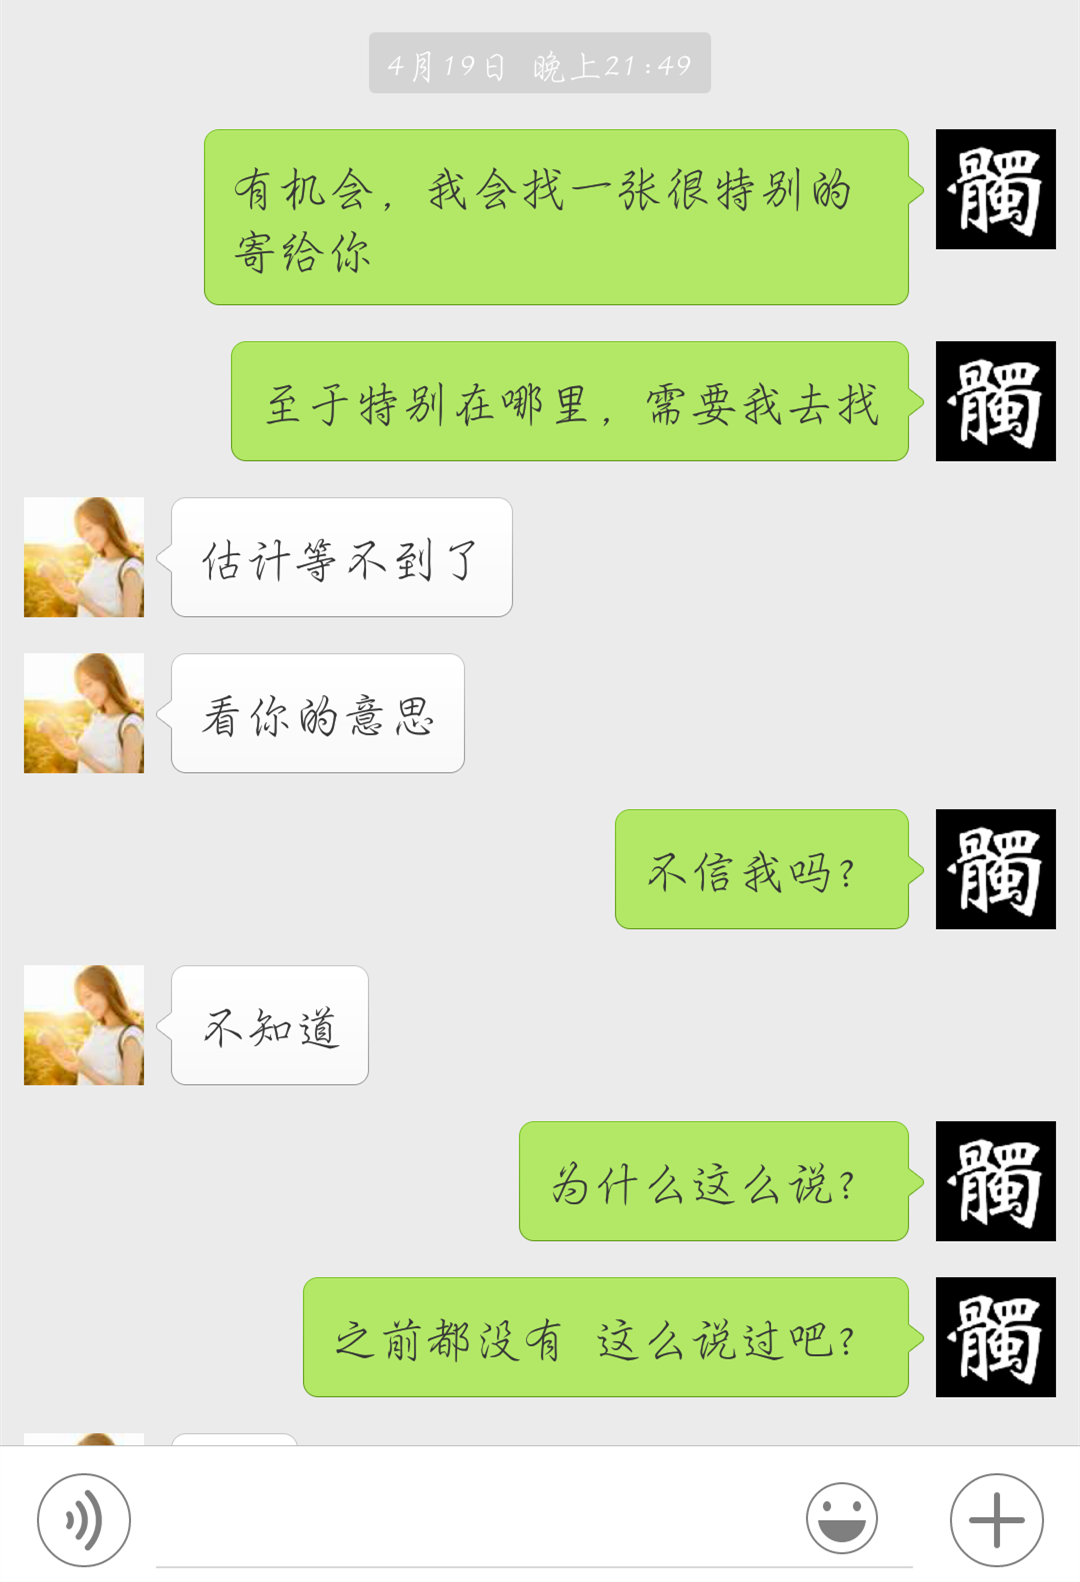 4月19日 晚上21:49
有机会，我会找一张很特别的
寄给你
髑
至于特别在哪里，需要我去找
髑
估计等不到了
看你的意思
不信我吗?
髑
不知道
为什么这么说?
髑
之前都没有 这么说过吧?
髑